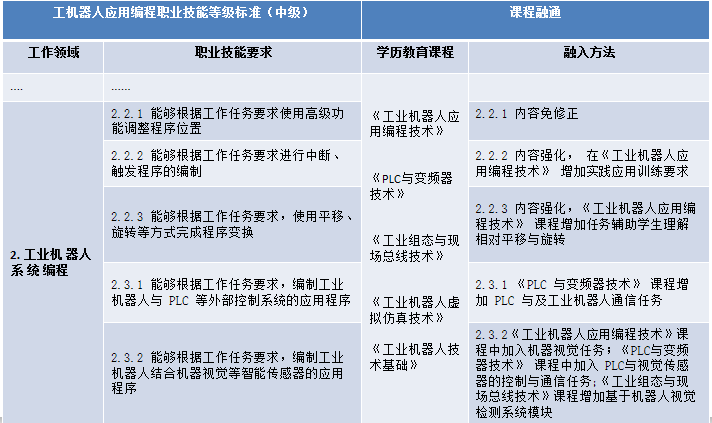 工机器人应用编程职业技能等级标准（中级）
课程融通
工作领域
职业技能要求
学历教育课程
融入方法
....
......
2.工业机器人
系统编程
2.2.1 能够根据工作任务要求使用高级功
能调整程序位置
2.2.2 能够根据工作任务要求进行中断、
触发程序的编制
2.2.3 能够根据任务要求，使用平移、
旋转等方式完成程序变换
2.3.1 能够根据工作任务要求，编制工业
机器人与 PLC 等外部控制系统的应用程序
2.3.2 能够根据工作任务要求，编制工业
机器人结合机器视觉等智能传感器的应用
程序
《工业机器人应
用编程技术》
《PLC与变频器
技术》
《工业组态与现
场总线技术》
《工业机器人虚
拟仿真技术》
《工业机器人技
术基础》
2.2.1 内容免修正
2.2.2 内容强化， 在《工业机器人应
用编程技术》 增加实践应用训练要求
2.2.3 内容强化，《工业机器人应用编
程技术》 课程增加任务辅助学生理解
相对平移与旋转
2.3.1 《PLC 与变频器技术》 课程增
加 PLC 与及工业机器人通信任务
2.3.2《工业机器人应用编程技术》课
程中加入机器视觉任务；《PLC与变频
器技术》 课程中加入 PLC与视觉传感
器的控制与通信任务;《工业组态与现
场总线技术》课程增加基于机器人视觉
检测系统模块